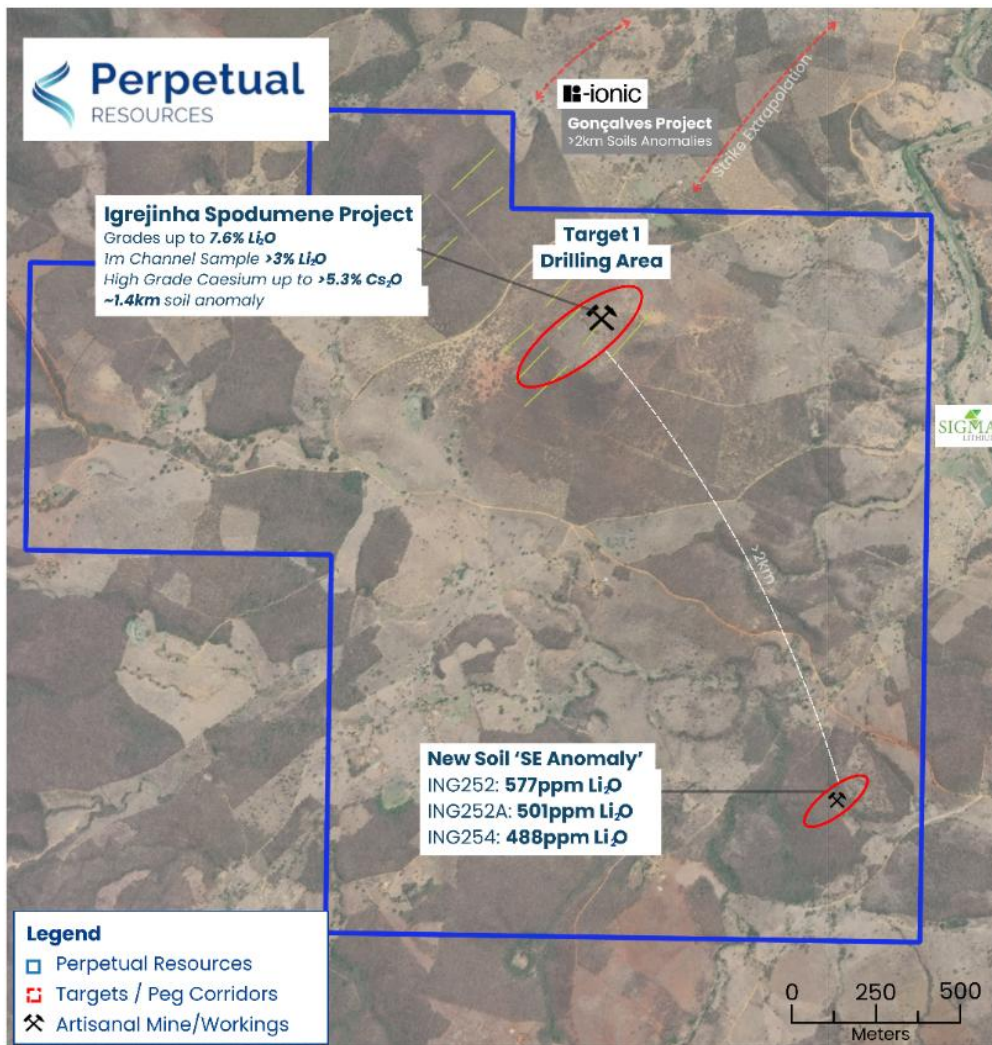 Perpetual
RESOURCES
ionic
Gonçalves Project
>2km Soils Anomalies
Strike Extrapolation
Igrejinha Spodumene Project
Grades up to 7.6% Li₂O
1m Channel Sample >3% Li₂O
High Grade Caesium up to >5.3% Cs₂O
~1.4km soil anomaly
Target 1
Drilling Area
SIGMA
LITHIUM
>2km
New Soil ‘SE Anomaly’
ING252: 577ppm Li₂O
ING252A: 501ppm Li₂O
ING254: 488ppm Li₂O
Legend
Perpetual Resources
Targets / Peg Corridors
Artisanal Mine/Workings
0 250 500
Meters